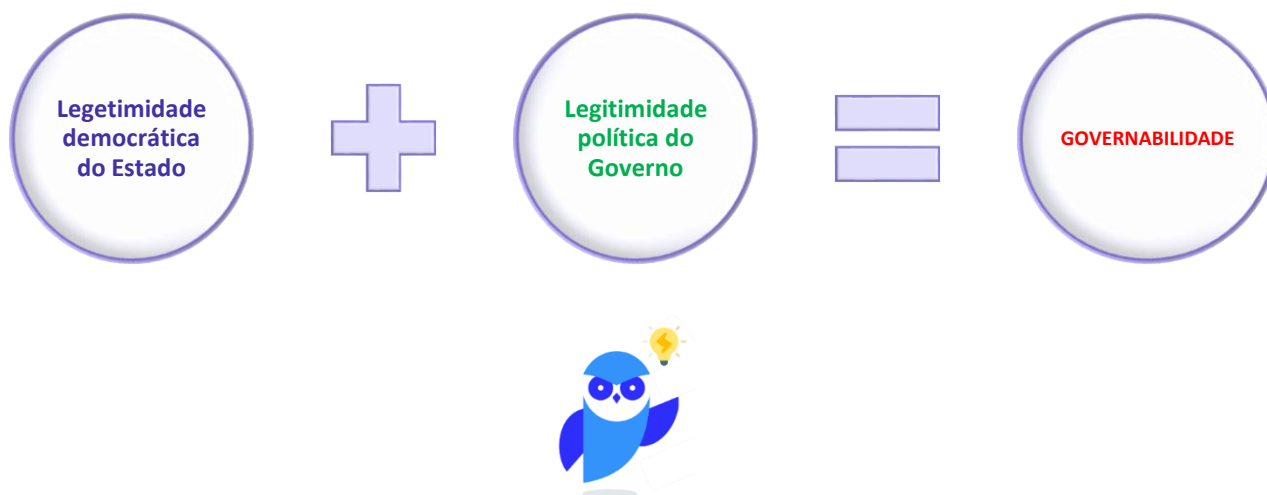 Legetimidade
democrática
do Estado
Legitimidade
política do
Governo
GOVERNABILIDADE